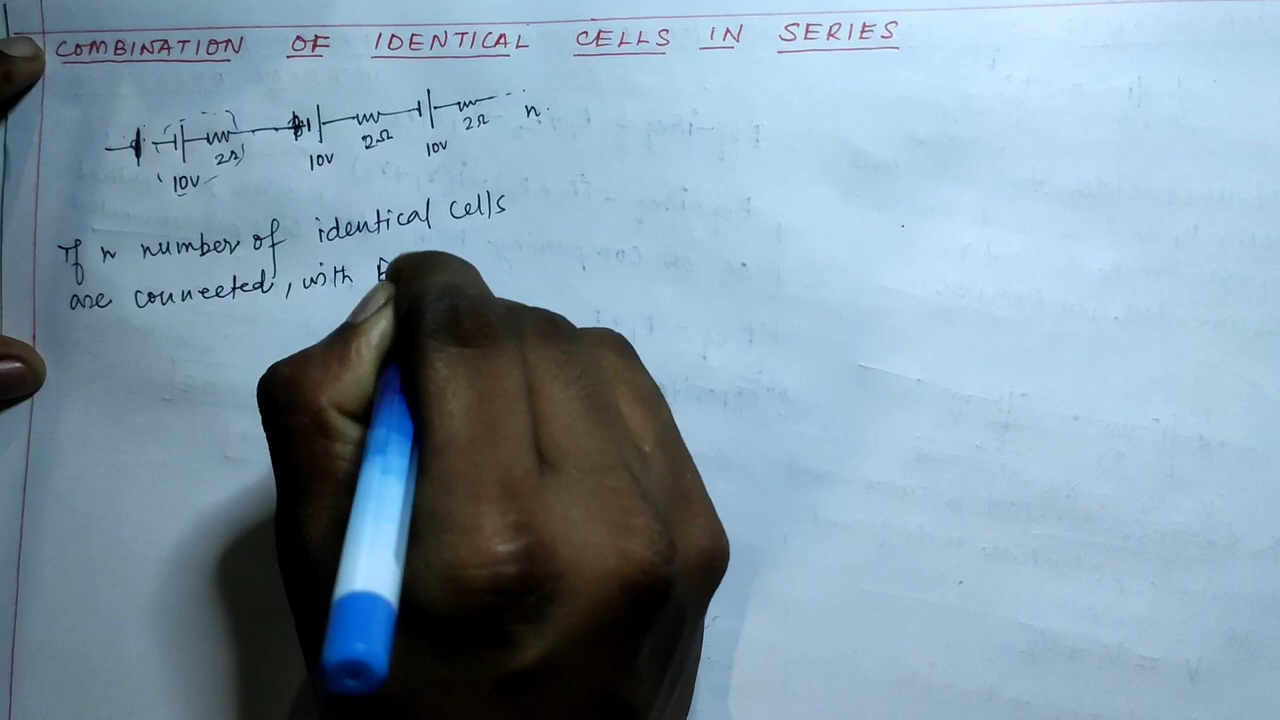 COMBINATION OF IDENTICAL CELLS IN SERIES
2Ω 2Ω 2Ω n.
10V 10V 10V
If n number of identical cells
are connected, with E